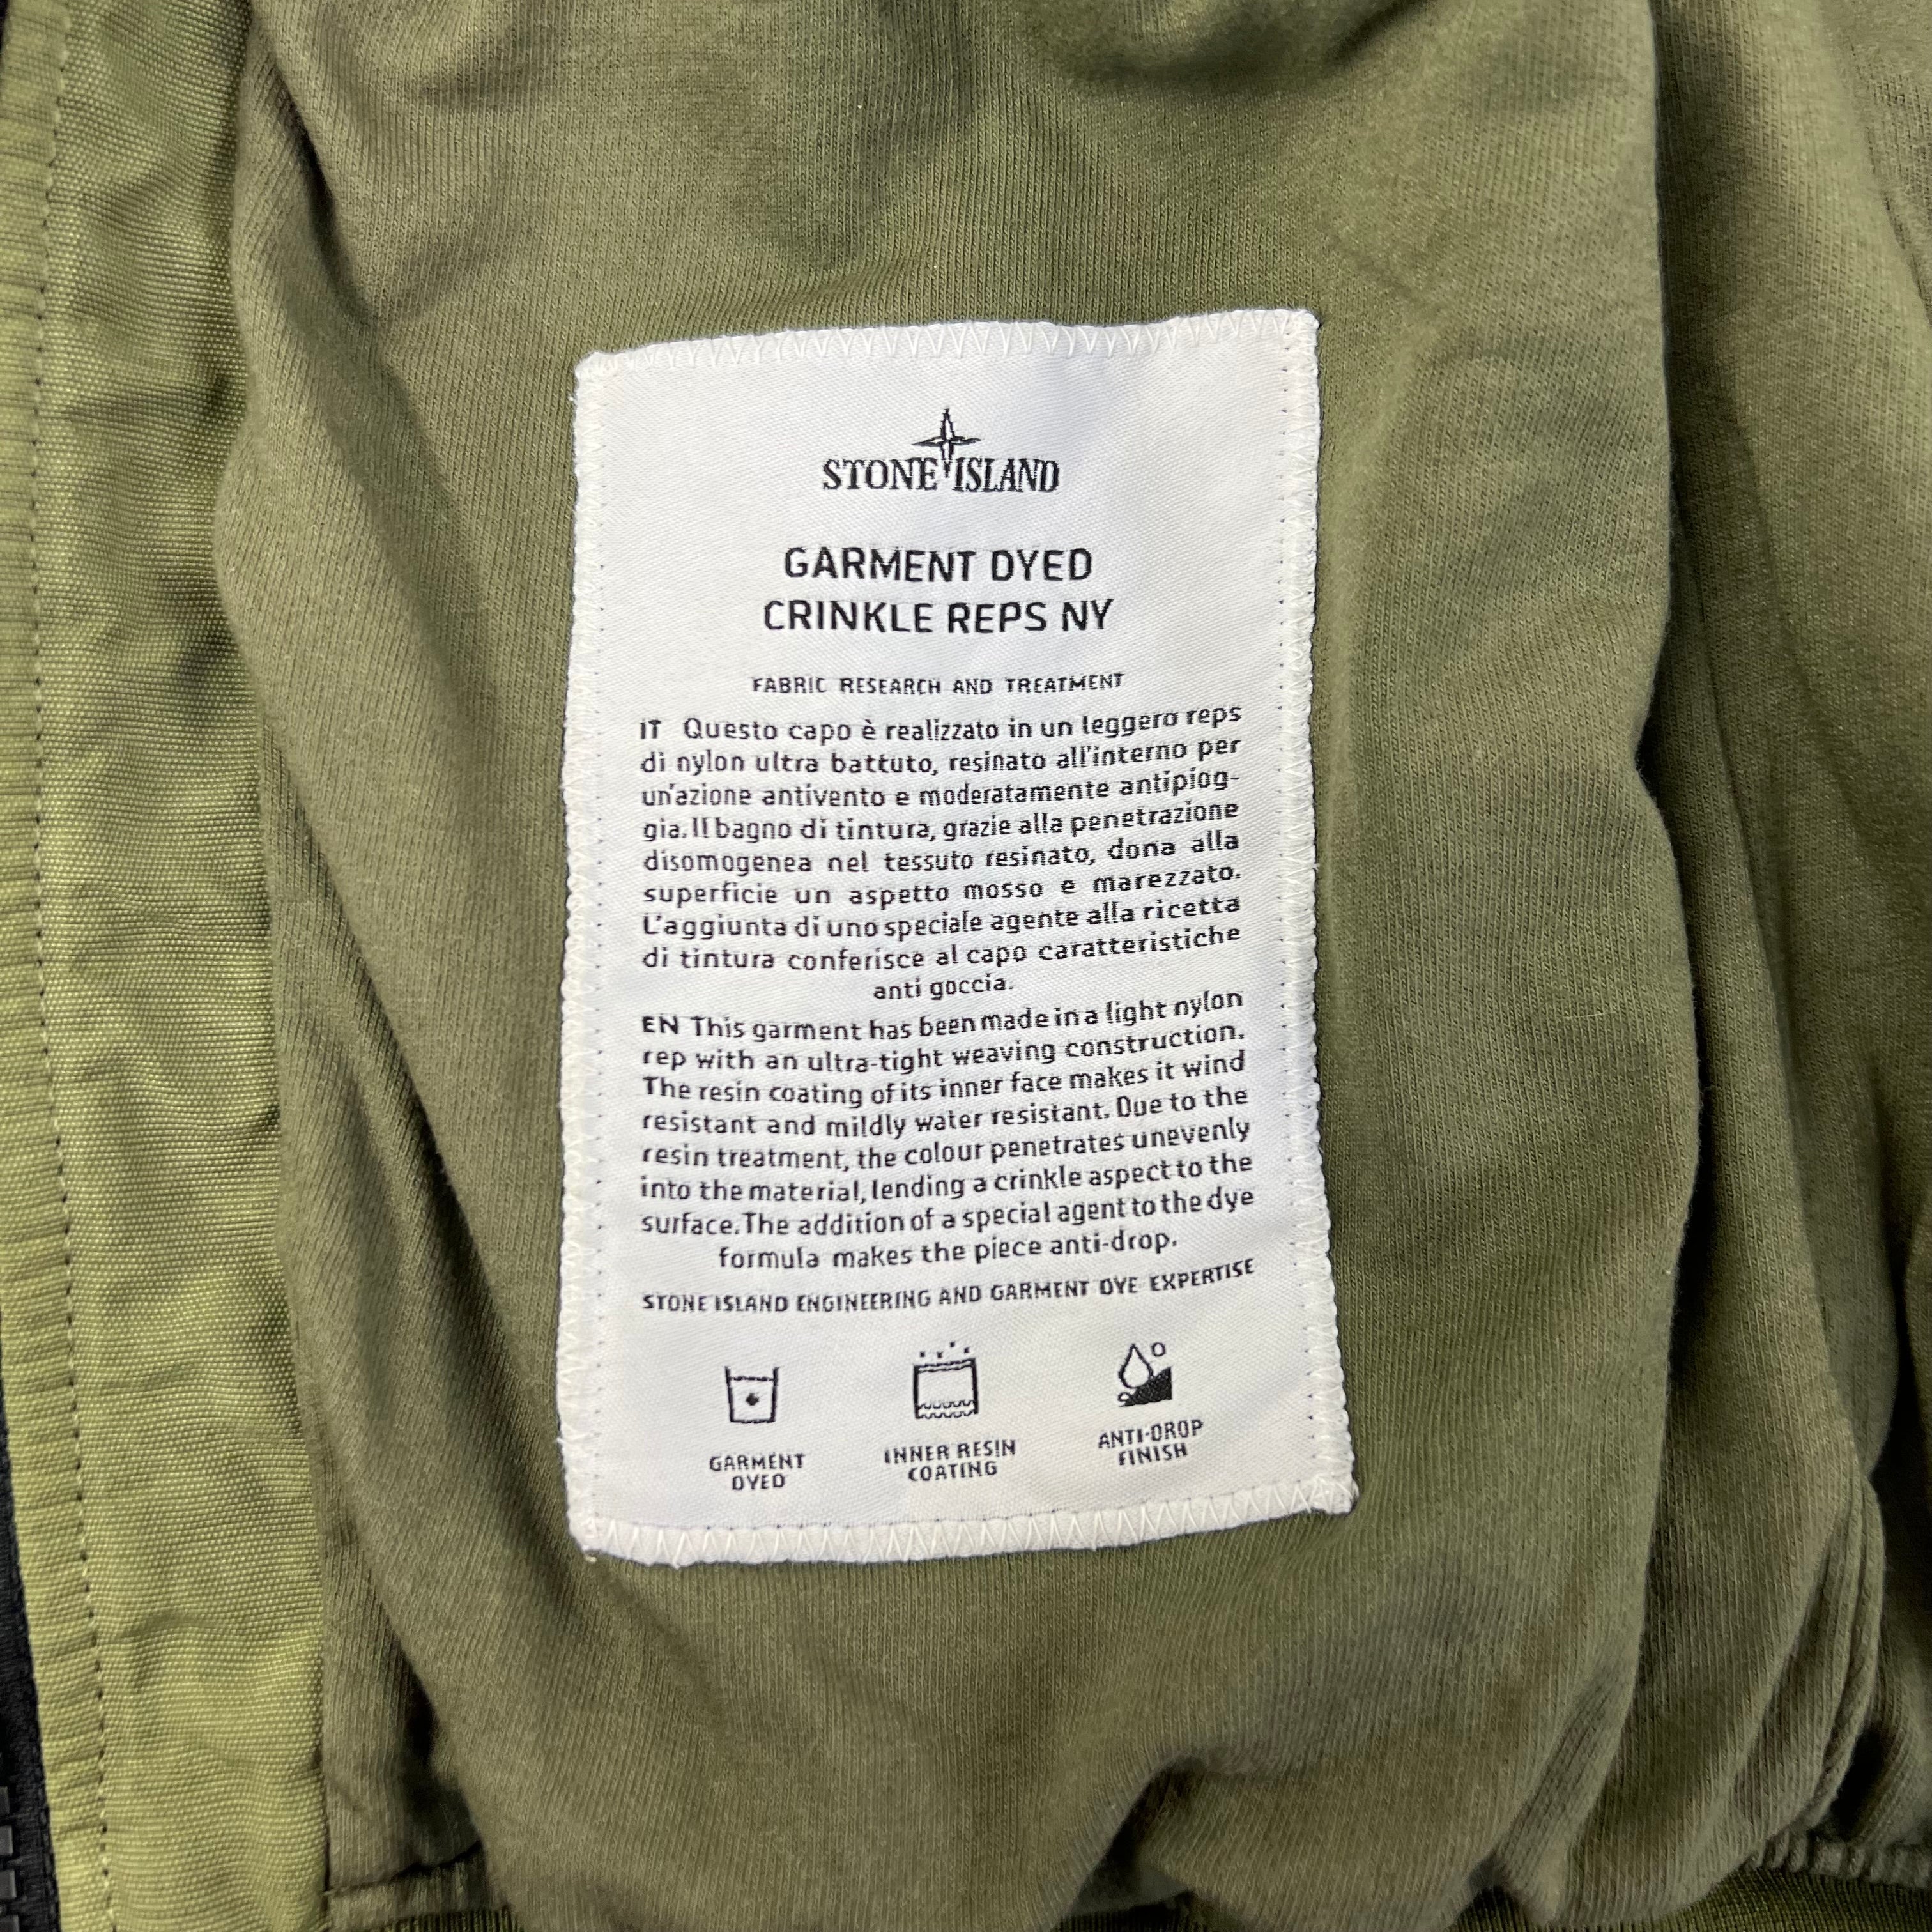 STONE ISLAND
GARMENT DYED
CRINKLE REPS NY
FABRIC RESEARCH AND TREATMENT
IT Questo capo è realizzato in un leggero reps
di nylon ultra battuto, resinato all'interno per
un'azione antivento e moderatamente antipiog-
gia. Il bagno di tintura, grazie alla penetrazione
disomogenea nel tessuto resinato, dona alla
superficie un aspetto mosso e marezzato.
L'aggiunta di uno speciale agente alla ricetta
di tintura conferisce al capo caratteristiche
anti goccia.
EN This garment has been made in a light nylon
rep with an ultra-tight weaving construction.
The resin coating of its inner face makes it wind
resistant and mildly water resistant. Due to the
resin treatment, the colour penetrates unevenly
into the material, lending a crinkle aspect to the
surface. The addition of a special agent to the dye
formula makes the piece anti-drop.
STONE ISLAND ENGINEERING AND GARMENT DYE EXPERTISE
GARMENT
DYED
INNER RESIN
COATING
ANTI-DROP
FINISH